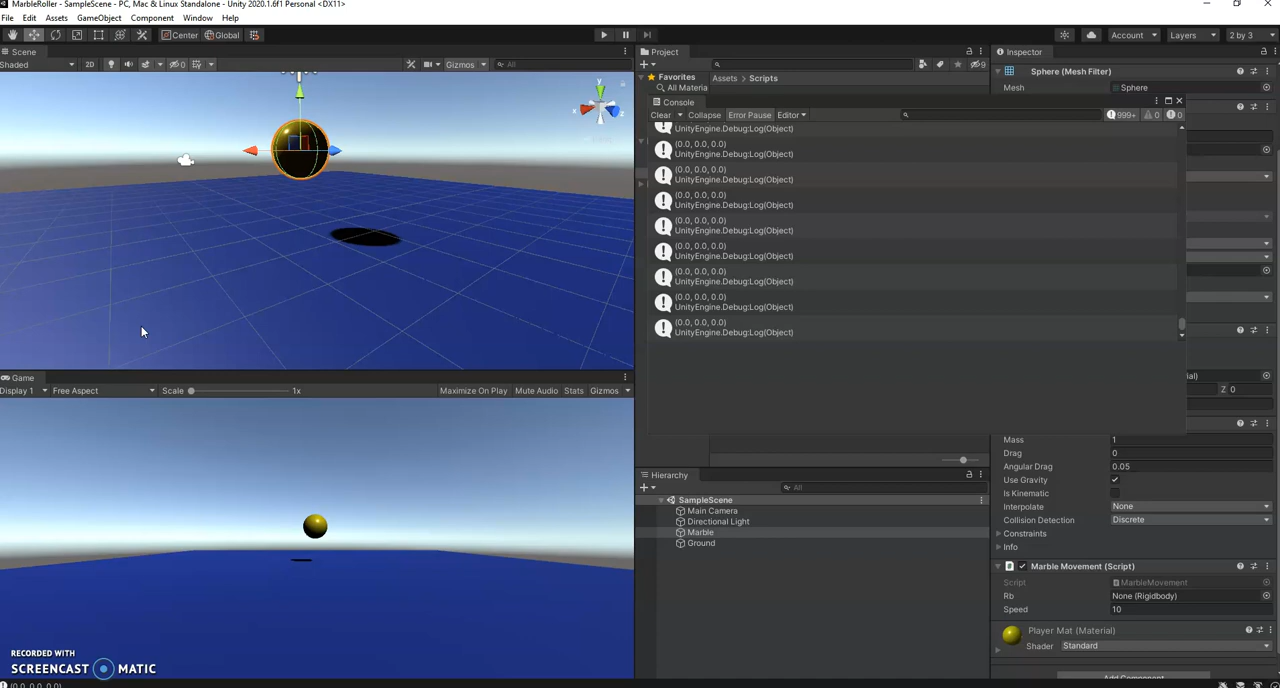 MarbleRoller - SampleScene - PC, Mac & Linux Standalone - Unity 2020.1.6f1 Personal <DX11>
File Edit Assets GameObject Component Window Help
Center Global Account Layers 2 by 3
Scene
Shaded 2D 0 Gizmos All
Project
Favorites
All Materia
Assets > Scripts
9
Console
Clear Collapse Error Pause Editor 999+ 0 0
UnityEngine.Debug:Log(Object)
(0.0, 0.0, 0.0)
UnityEngine.Debug:Log(Object)
(0.0, 0.0, 0.0)
UnityEngine.Debug:Log(Object)
(0.0, 0.0, 0.0)
UnityEngine.Debug:Log(Object)
(0.0, 0.0, 0.0)
UnityEngine.Debug:Log(Object)
(0.0, 0.0, 0.0)
UnityEngine.Debug:Log(Object)
(0.0, 0.0, 0.0)
UnityEngine.Debug:Log(Object)
(0.0, 0.0, 0.0)
UnityEngine.Debug:Log(Object)
(0.0, 0.0, 0.0)
UnityEngine.Debug:Log(Object)
Inspector
Sphere (Mesh Filter)
Mesh Sphere
ial)
Z 0
Mass 1
Drag 0
Angular Drag 0.05
Use Gravity
Is Kinematic
Interpolate None
Collision Detection Discrete
Constraints
Info
Marble Movement (Script)
Script MarbleMovement
Rb None (Rigidbody)
Speed 10
Player Mat (Material)
Shader Standard
Add Component
Game
Display 1 Free Aspect Scale 1x Maximize On Play Mute Audio Stats Gizmos
Hierarchy
All
SampleScene
Main Camera
Directional Light
Marble
Ground
y
x
z
RECORDED WITH
SCREENCAST MATIC
(0.0, 0.0, 0.0)